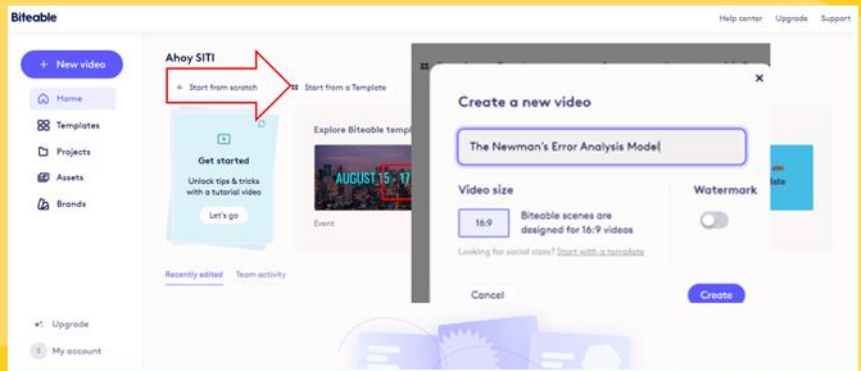 Biteable
Help center Upgrade Support
+ New video
Home
Templates
Projects
Assets
Brands
Upgrade
My account
Ahoy SITI
+ Start from scratch
Start from a Template
Get started
Unlock tips & tricks
with a tutorial video
Let's go
Explore Biteable templ
AUGUST 15 - 17
Event
Recently edited Team activity
Create a new video
The Newman's Error Analysis Model
Video size
Watermark
16:9
Biteable scenes are
designed for 16:9 videos
Looking for social sizes? Start with a template
Cancel
Create